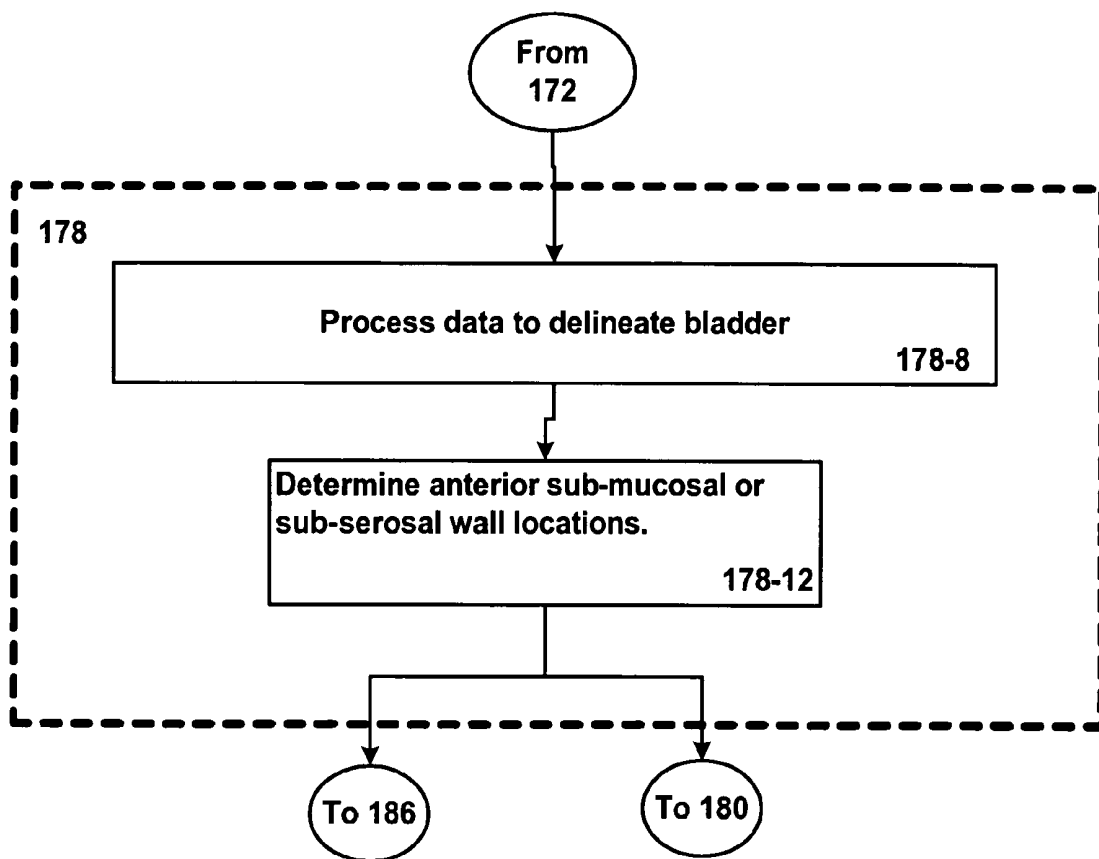 From
172
178
Process data to delineate bladder
178-8
Determine anterior sub-mucosal or
sub-serosal wall locations.
178-12
To 186
To 180